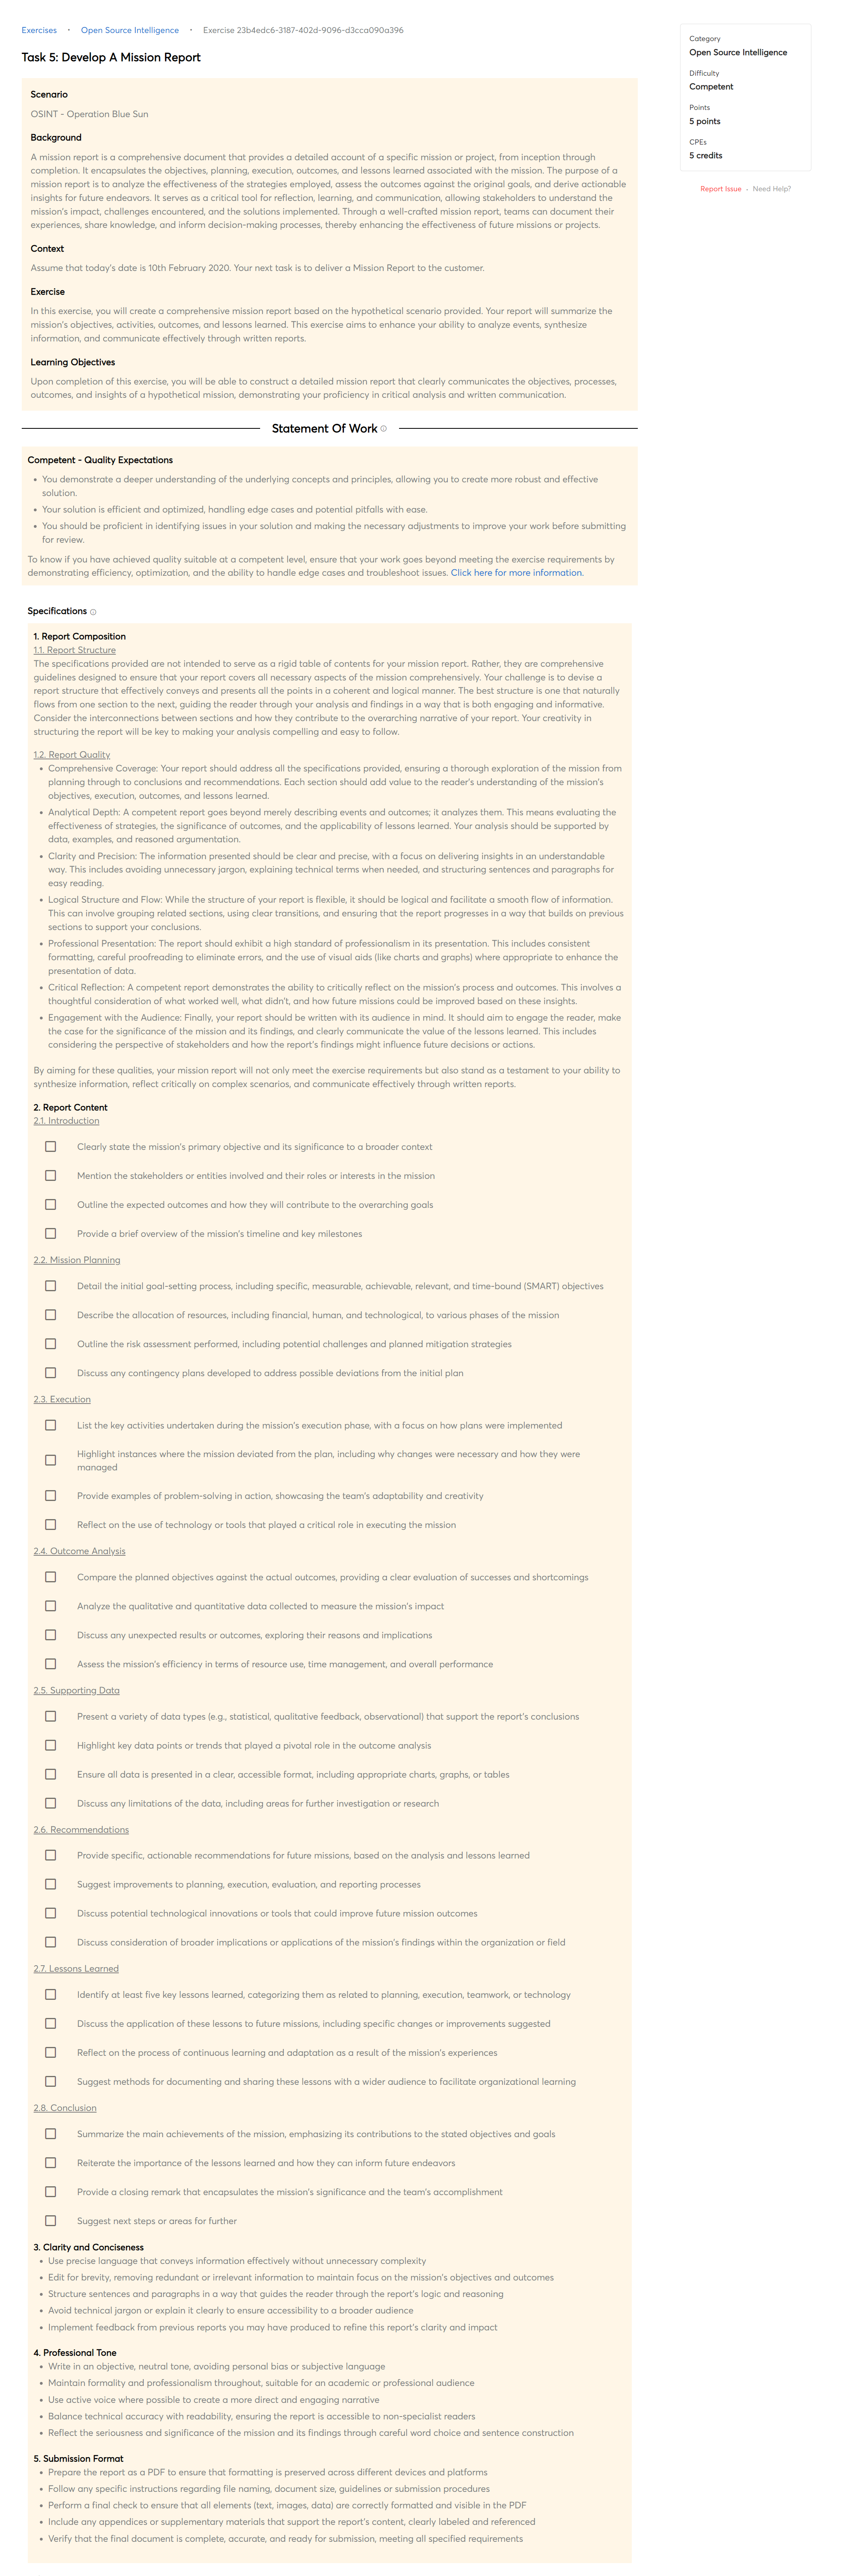 Exercises • Open Source Intelligence • Exercise 23b4edc6-3187-402d-9096-d3cca090a396
Task 5: Develop A Mission Report
Scenario
OSINT - Operation Blue Sun
Background
A mission report is a comprehensive document that provides a detailed account of a specific mission or project, from inception through
completion. It encapsulates the objectives, planning, execution, outcomes, and lessons learned associated with the mission. The purpose of a
mission report is to analyze the effectiveness of the strategies employed, assess the outcomes against the original goals, and derive actionable
insights for future endeavors. It serves as a critical tool for reflection, learning, and communication, allowing stakeholders to understand the
mission's impact, challenges encountered, and the solutions implemented. Through a well-crafted mission report, teams can document their
experiences, share knowledge, and inform decision-making processes, thereby enhancing the effectiveness of future missions or projects.
Context
Assume that today's date is 10th February 2020. Your next task is to deliver a Mission Report to the customer.
Exercise
In this exercise, you will create a comprehensive mission report based on the hypothetical scenario provided. Your report will summarize the
mission's objectives, activities, outcomes, and lessons learned. This exercise aims to enhance your ability to analyze events, synthesize
information, and communicate effectively through written reports.
Learning Objectives
Upon completion of this exercise, you will be able to construct a detailed mission report that clearly communicates the objectives, processes,
outcomes, and insights of a hypothetical mission, demonstrating your proficiency in critical analysis and written communication.
Category
Open Source Intelligence
Difficulty
Competent
Points
5 points
CPEs
5 credits
Report Issue • Need Help?
Statement Of Work
Competent - Quality Expectations
• You demonstrate a deeper understanding of the underlying concepts and principles, allowing you to create more robust and effective
solution.
• Your solution is efficient and optimized, handling edge cases and potential pitfalls with ease.
• You should be proficient in identifying issues in your solution and making the necessary adjustments to improve your work before submitting
for review.
To know if you have achieved quality suitable at a competent level, ensure that your work goes beyond meeting the exercise requirements by
demonstrating efficiency, optimization, and the ability to handle edge cases and troubleshoot issues. Click here for more information.
Specifications
1. Report Composition
1.1. Report Structure
The specifications provided are not intended to serve as a rigid table of contents for your mission report. Rather, they are comprehensive
guidelines designed to ensure that your report covers all necessary aspects of the mission comprehensively. Your challenge is to devise a
report structure that effectively conveys and presents all the points in a coherent and logical manner. The best structure is one that naturally
flows from one section to the next, guiding the reader through your analysis and findings in a way that is both engaging and informative.
Consider the interconnections between sections and how they contribute to the overarching narrative of your report. Your creativity in
structuring the report will be key to making your analysis compelling and easy to follow.
1.2. Report Quality
• Comprehensive Coverage: Your report should address all the specifications provided, ensuring a thorough exploration of the mission from
planning through to conclusions and recommendations. Each section should add value to the reader's understanding of the mission's
objectives, execution, outcomes, and lessons learned.
• Analytical Depth: A competent report goes beyond merely describing events and outcomes; it analyzes them. This means evaluating the
effectiveness of strategies, the significance of outcomes, and the applicability of lessons learned. Your analysis should be supported by
data, examples, and reasoned argumentation.
• Clarity and Precision: The information presented should be clear and precise, with a focus on delivering insights in an understandable
way. This includes avoiding unnecessary jargon, explaining technical terms when needed, and structuring sentences and paragraphs for
easy reading.
• Logical Structure and Flow: While the structure of your report is flexible, it should be logical and facilitate a smooth flow of information.
This can involve grouping related sections, using clear transitions, and ensuring that the report progresses in a way that builds on previous
sections to support your conclusions.
• Professional Presentation: The report should exhibit a high standard of professionalism in its presentation. This includes consistent
formatting, careful proofreading to eliminate errors, and the use of visual aids (like charts and graphs) where appropriate to enhance the
presentation of data.
• Critical Reflection: A competent report demonstrates the ability to critically reflect on the mission's process and outcomes. This involves a
thoughtful consideration of what worked well, what didn't, and how future missions could be improved based on these insights.
• Engagement with the Audience: Finally, your report should be written with its audience in mind. It should aim to engage the reader, make
the case for the significance of the mission and its findings, and clearly communicate the value of the lessons learned. This includes
considering the perspective of stakeholders and how the report's findings might influence future decisions or actions.
By aiming for these qualities, your mission report will not only meet the exercise requirements but also stand as a testament to your ability to
synthesize information, reflect critically on complex scenarios, and communicate effectively through written reports.
2. Report Content
2.1. Introduction
Clearly state the mission's primary objective and its significance to a broader context
Mention the stakeholders or entities involved and their roles or interests in the mission
Outline the expected outcomes and how they will contribute to the overarching goals
Provide a brief overview of the mission's timeline and key milestones
2.2. Mission Planning
Detail the initial goal-setting process, including specific, measurable, achievable, relevant, and time-bound (SMART) objectives
Describe the allocation of resources, including financial, human, and technological, to various phases of the mission
Outline the risk assessment performed, including potential challenges and planned mitigation strategies
Discuss any contingency plans developed to address possible deviations from the initial plan
2.3. Execution
List the key activities undertaken during the mission's execution phase, with a focus on how plans were implemented
Highlight instances where the mission deviated from the plan, including why changes were necessary and how they were
managed
Provide examples of problem-solving in action, showcasing the team's adaptability and creativity
Reflect on the use of technology or tools that played a critical role in executing the mission
2.4. Outcome Analysis
Compare the planned objectives against the actual outcomes, providing a clear evaluation of successes and shortcomings
Analyze the qualitative and quantitative data collected to measure the mission's impact
Discuss any unexpected results or outcomes, exploring their reasons and implications
Assess the mission's efficiency in terms of resource use, time management, and overall performance
2.5. Supporting Data
Present a variety of data types (e.g., statistical, qualitative feedback, observational) that support the report's conclusions
Highlight key data points or trends that played a pivotal role in the outcome analysis
Ensure all data is presented in a clear, accessible format, including appropriate charts, graphs, or tables
Discuss any limitations of the data, including areas for further investigation or research
2.6. Recommendations
Provide specific, actionable recommendations for future missions, based on the analysis and lessons learned
Suggest improvements to planning, execution, evaluation, and reporting processes
Discuss potential technological innovations or tools that could improve future mission outcomes
Discuss consideration of broader implications or applications of the mission's findings within the organization or field
2.7. Lessons Learned
Identify at least five key lessons learned, categorizing them as related to planning, execution, teamwork, or technology
Discuss the application of these lessons to future missions, including specific changes or improvements suggested
Reflect on the process of continuous learning and adaptation as a result of the mission's experiences
Suggest methods for documenting and sharing these lessons with a wider audience to facilitate organizational learning
2.8. Conclusion
Summarize the main achievements of the mission, emphasizing its contributions to the stated objectives and goals
Reiterate the importance of the lessons learned and how they can inform future endeavors
Provide a closing remark that encapsulates the mission's significance and the team's accomplishment
Suggest next steps or areas for further
3. Clarity and Conciseness
• Use precise language that conveys information effectively without unnecessary complexity
• Edit for brevity, removing redundant or irrelevant information to maintain focus on the mission's objectives and outcomes
• Structure sentences and paragraphs in a way that guides the reader through the report's logic and reasoning
• Avoid technical jargon or explain it clearly to ensure accessibility to a broader audience
• Implement feedback from previous reports you may have produced to refine this report's clarity and impact
4. Professional Tone
• Write in an objective, neutral tone, avoiding personal bias or subjective language
• Maintain formality and professionalism throughout, suitable for an academic or professional audience
• Use active voice where possible to create a more direct and engaging narrative
• Balance technical accuracy with readability, ensuring the report is accessible to non-specialist readers
• Reflect the seriousness and significance of the mission and its findings through careful word choice and sentence construction
5. Submission Format
• Prepare the report as a PDF to ensure that formatting is preserved across different devices and platforms
• Follow any specific instructions regarding file naming, document size, guidelines or submission procedures
• Perform a final check to ensure that all elements (text, images, data) are correctly formatted and visible in the PDF
• Include any appendices or supplementary materials that support the report's content, clearly labeled and referenced
• Verify that the final document is complete, accurate, and ready for submission, meeting all specified requirements